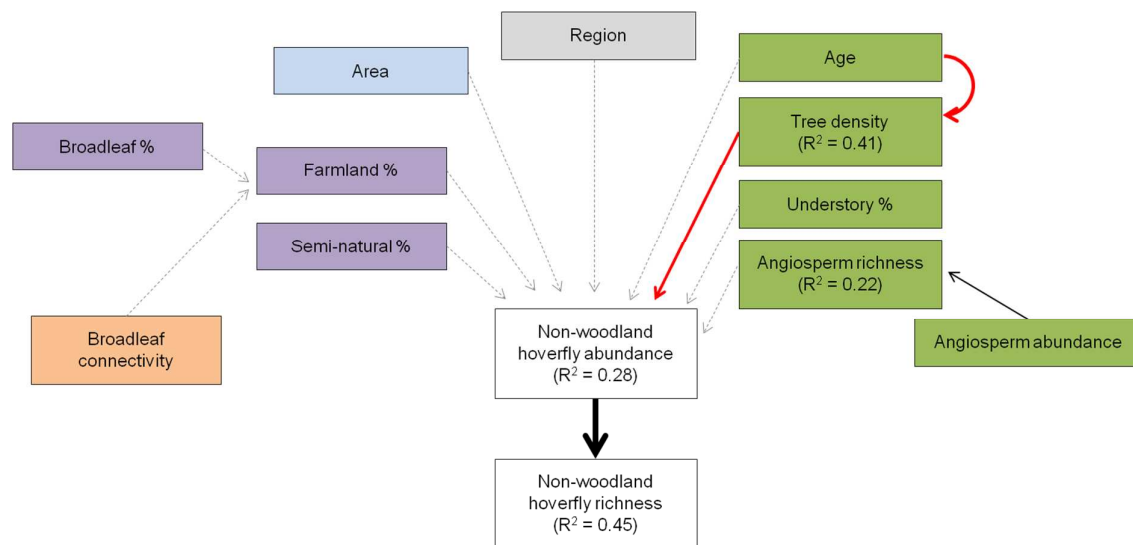 Region
Area
Age
Tree density
(R² = 0.41)
Broadleaf %
Farmland %
Understory %
Semi-natural %
Angiosperm richness
(R² = 0.22)
Broadleaf
connectivity
Non-woodland
hoverfly abundance
(R² = 0.28)
Angiosperm abundance
Non-woodland
hoverfly richness
(R² = 0.45)